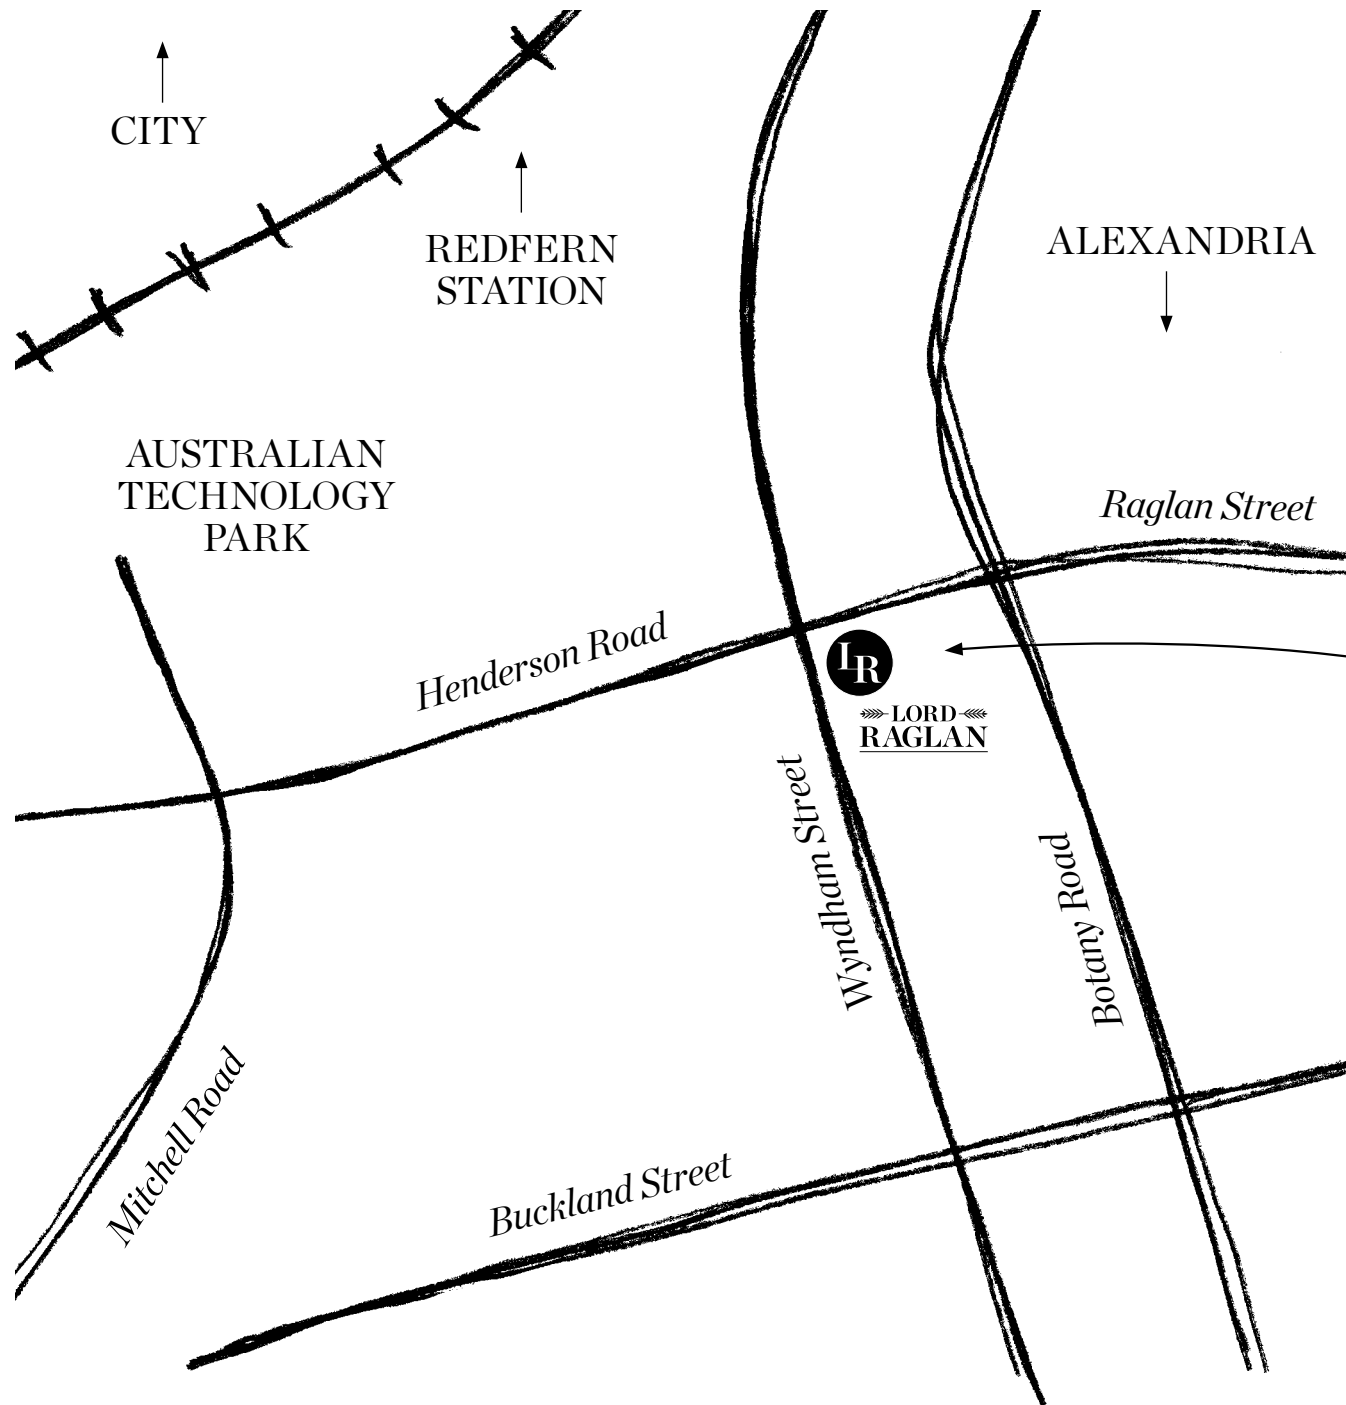 CITY
REDFERN
STATION
ALEXANDRIA
AUSTRALIAN
TECHNOLOGY
PARK
Raglan Street
Henderson Road
LR
LORD
RAGLAN
Wyndham Street
Botany Road
Mitchell Road
Buckland Street